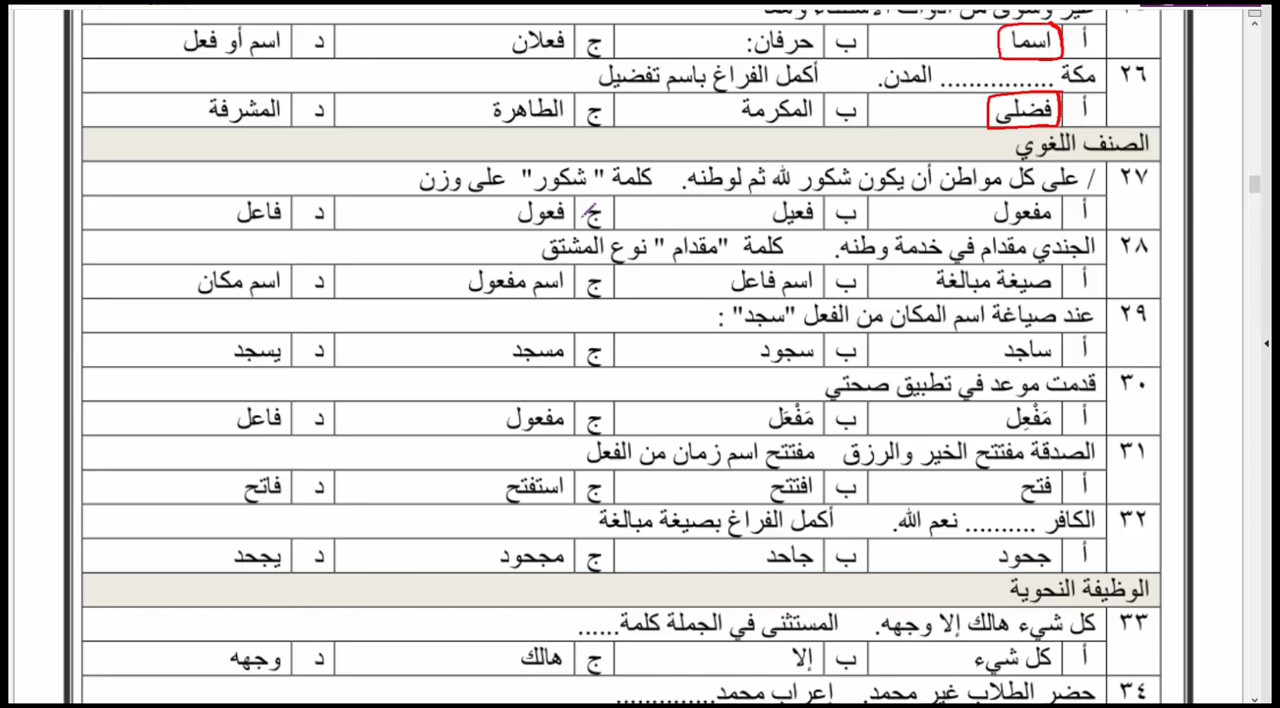 غير وسوى من أدوات الاستثناء وهما
أ اسما ب حرفان: ج فعلان د اسم أو فعل
٢٦ مكة ............... المدن. أكمل الفراغ باسم تفضيل
أ فضلى ب المكرمة ج الطاهرة د المشرفة
الصنف اللغوي
٢٧ / على كل مواطن أن يكون شكور لله ثم لوطنه. كلمة " شكور" على وزن
أ مفعول ب فعيل ج فعول د فاعل
٢٨ الجندي مقدام في خدمة وطنه. كلمة "مقدام " نوع المشتق
أ صيغة مبالغة ب اسم فاعل ج اسم مفعول د اسم مكان
٢٩ عند صياغة اسم المكان من الفعل "سجد" :
أ ساجد ب سجود ج مسجد د يسجد
٣٠ قدمت موعد في تطبيق صحتي
أ مَفْعِل ب مَفْعَل ج مفعول د فاعل
٣١ الصدقة مفتتح الخير والرزق مفتتح اسم زمان من الفعل
أ فتح ب افتتح ج استفتح د فاتح
٣٢ الكافر .......... نعم الله. أكمل الفراغ بصيغة مبالغة
أ جحود ب جاحد ج مجحود د يجحد
الوظيفة النحوية
٣٣ كل شيء هالك إلا وجهه. المستثنى في الجملة كلمة......
أ كل شيء ب إلا ج هالك د وجهه
٣٤ حضر الطلاب غير محمد. إعراب محمد.............